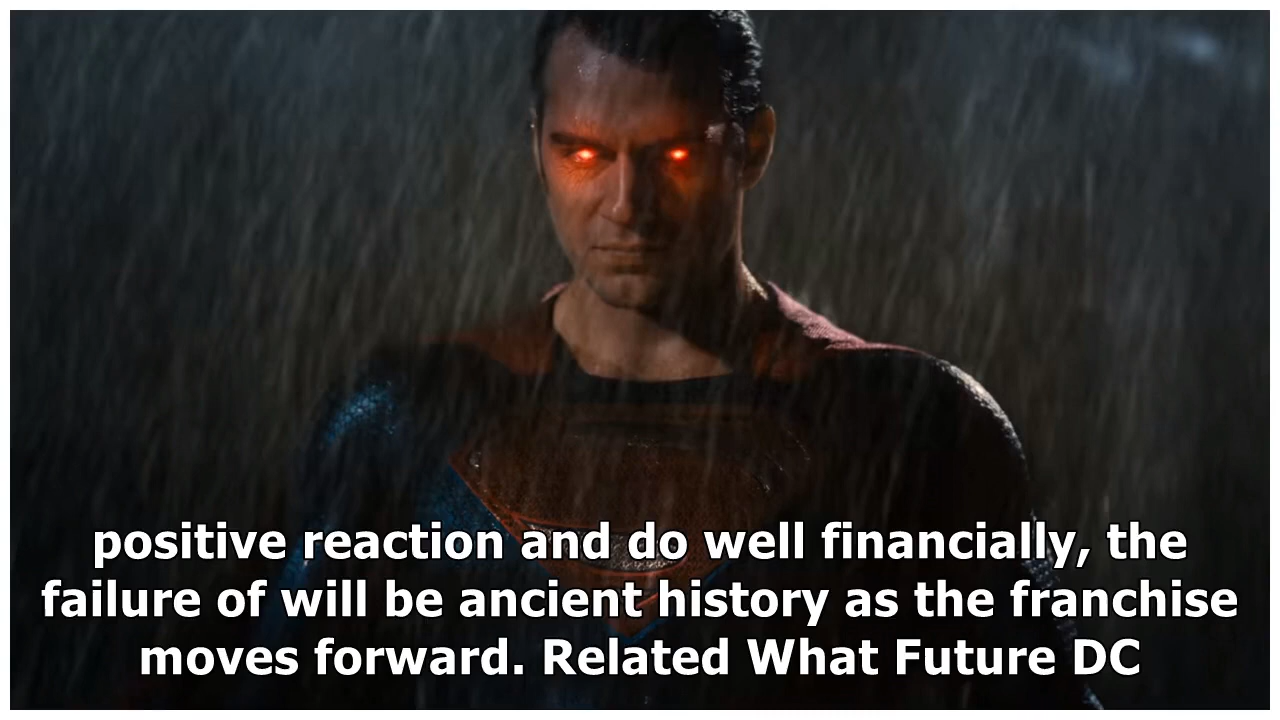 positive reaction and do well financially, the
failure of will be ancient history as the franchise
moves forward. Related What Future DC